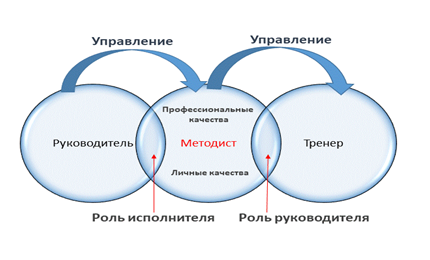 Управление
Управление
Профессиональные
качества
Руководитель
Методист
Тренер
Личные качества
Роль исполнителя
Роль руководителя